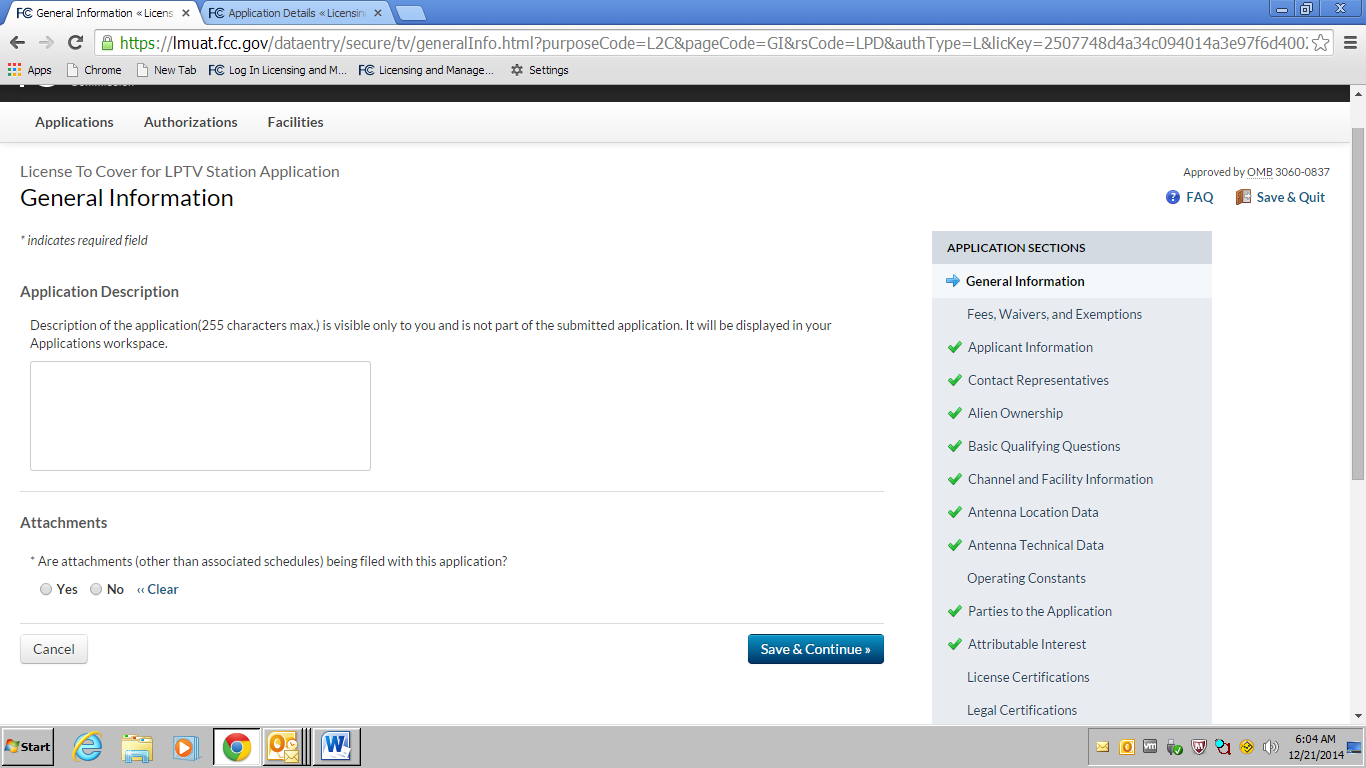 General Information « Licens
Application Details « Licensin
https://lmuat.fcc.gov/dataentry/secure/tv/generalInfo.html?purposeCode=L2C&pageCode=GI&rsCode=LPD&authType=L&licKey=2507748d4a34c094014a3e97f6d400
Apps Chrome New Tab Log In Licensing and M... Licensing and Manage... Settings
Applications Authorizations Facilities
License To Cover for LPTV Station Application
General Information
Approved by OMB 3060-0837
FAQ Save & Quit
* indicates required field
Application Description
Description of the application(255 characters max.) is visible only to you and is not part of the submitted application. It will be displayed in your
Applications workspace.
Attachments
* Are attachments (other than associated schedules) being filed with this application?
Yes No ‹‹ Clear
Cancel
Save & Continue »
APPLICATION SECTIONS
General Information
Fees, Waivers, and Exemptions
Applicant Information
Contact Representatives
Alien Ownership
Basic Qualifying Questions
Channel and Facility Information
Antenna Location Data
Antenna Technical Data
Operating Constants
Parties to the Application
Attributable Interest
License Certifications
Legal Certifications
Start
6:04 AM
12/21/2014